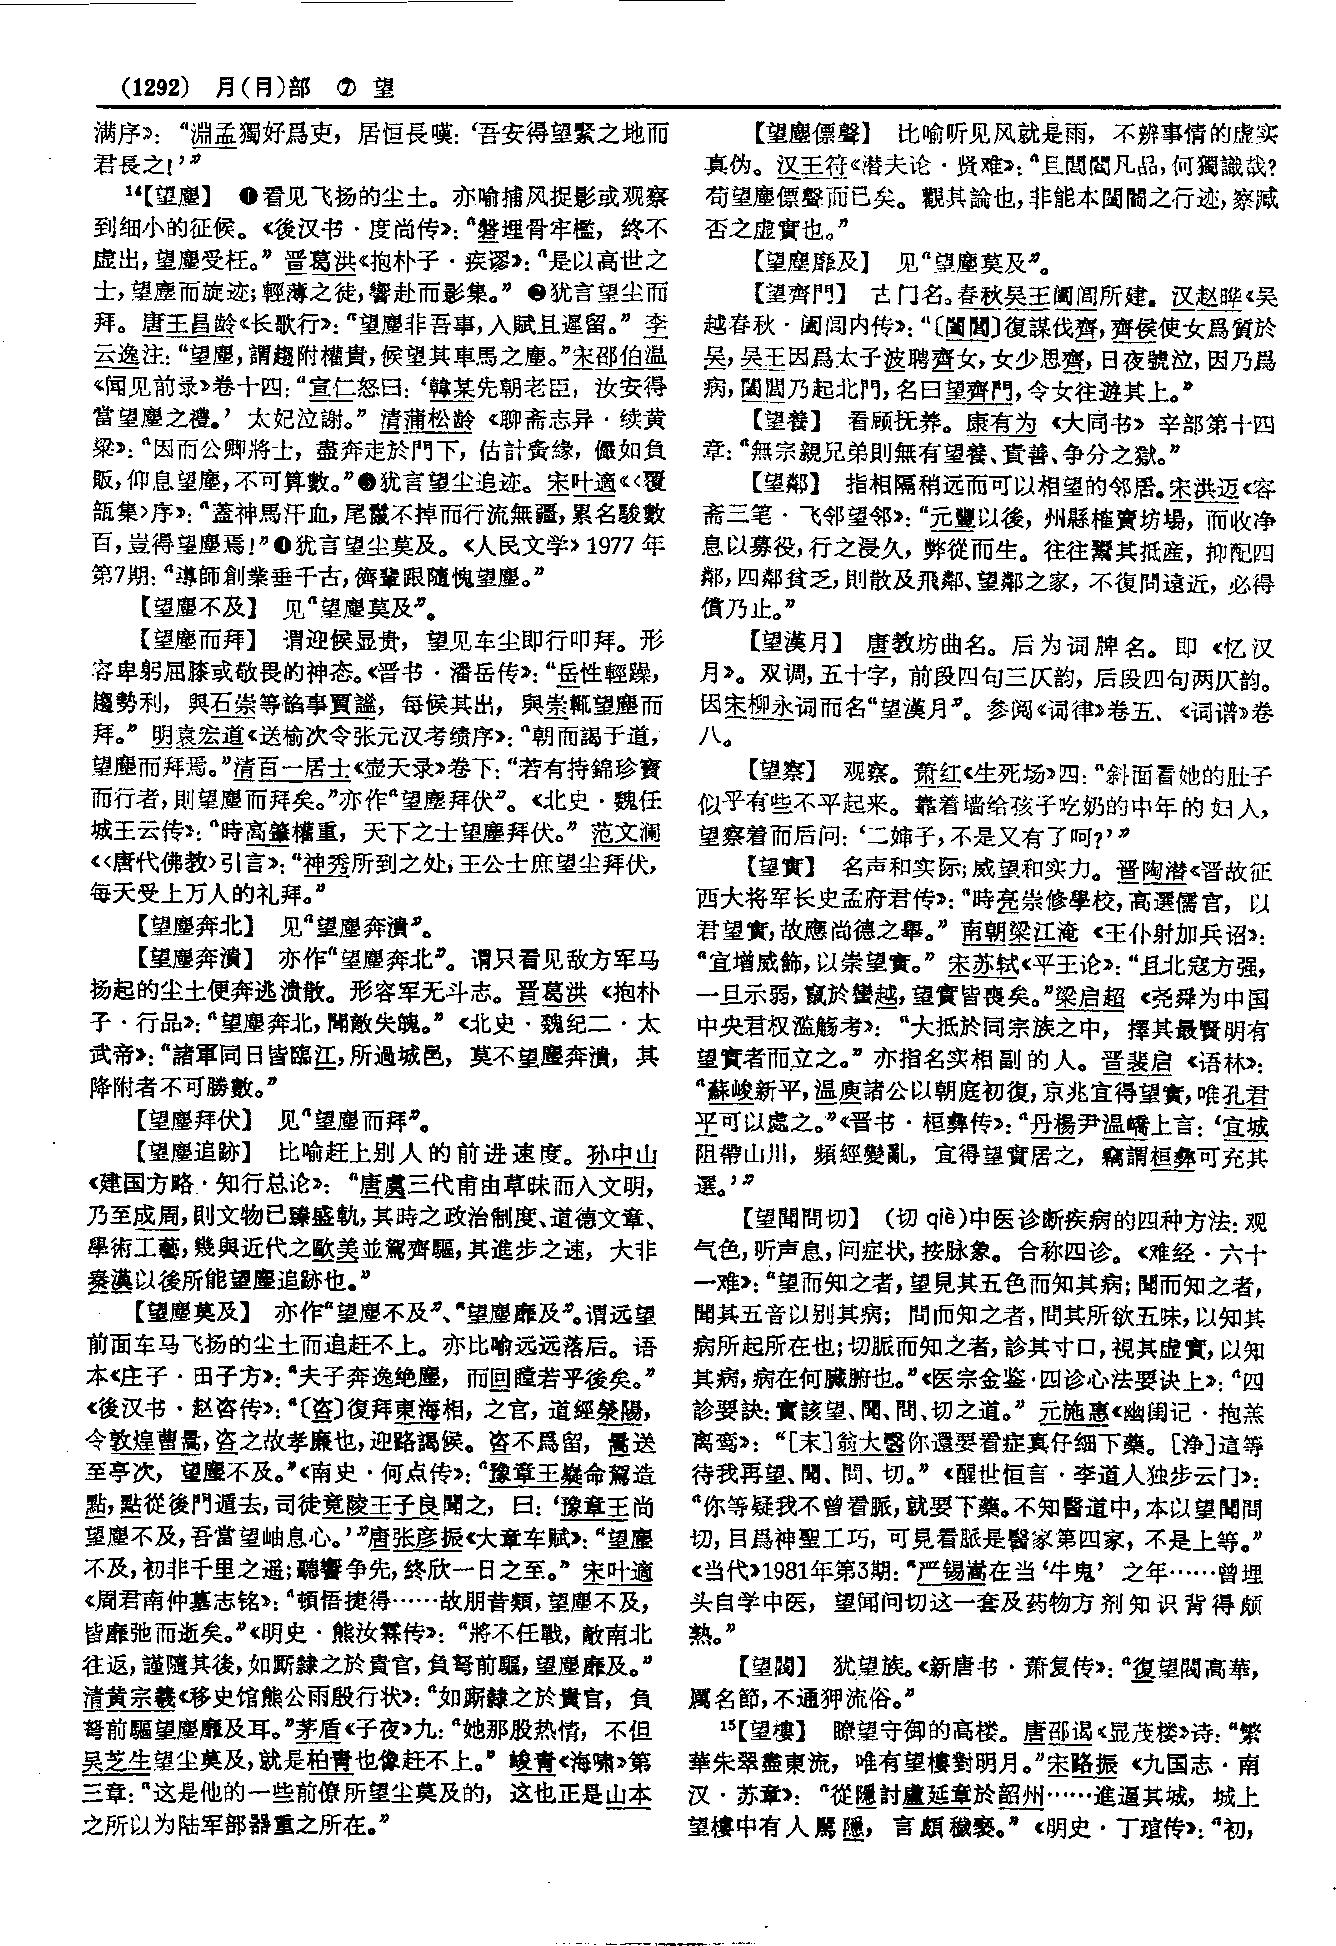 (1292) 月(⺼)部 ⑦ 望
满序》：“淵孟獨好爲吏，居恒長嘆：‘吾安得望緊之地而
君長之！’”
¹⁴【望塵】 ❶看见飞扬的尘土。亦喻捕风捉影或观察
到细小的征候。《後汉书·度尚传》：“磐埋骨牢檻，終不
虚出，望塵受枉。”晋葛洪《抱朴子·疾谬》：“是以高世之
士，望塵而旋迹；輕薄之徒，響赴而影集。”❷犹言望尘而
拜。唐王昌龄《长歌行》：“望塵非吾事，入賦且遲留。”李
云逸注：“望塵，謂趨附權貴，候望其車馬之塵。”宋邵伯温
《闻见前录》卷十四：“宣仁怒曰：‘韓某先朝老臣，汝安得
當望塵之禮。’太妃泣謝。”清蒲松龄《聊斋志异·续黄
粱》：“因而公卿將士，盡奔走於門下，估計夤緣，儼如負
販，仰息望塵，不可算數。”❸犹言望尘追迹。宋叶適《〈覆
瓿集〉序》：“蓋神馬汗血，尾鬣不掉而行流無疆，累名駿數
百，豈得望塵焉！”❹犹言望尘莫及。《人民文学》1977年
第7期：“導師創業垂千古，儕輩跟隨愧望塵。”
【望塵不及】 见“望塵莫及”。
【望塵而拜】 谓迎候显贵，望见车尘即行叩拜。形
容卑躬屈膝或敬畏的神态。《晋书·潘岳传》：“岳性輕躁，
趨勢利，與石崇等諂事賈謐，每候其出，與崇輒望塵而
拜。”明袁宏道《送榆次令张元汉考绩序》：“朝而謁于道，
望塵而拜焉。”清百一居士《壶天录》卷下：“若有持錦珍寶
而行者，則望塵而拜矣。”亦作“望塵拜伏”。《北史·魏任
城王云传》：“時高肇權重，天下之士望塵拜伏。”范文澜
《〈唐代佛教〉引言》：“神秀所到之处，王公士庶望尘拜伏，
每天受上万人的礼拜。”
【望塵奔北】 见“望塵奔潰”。
【望塵奔潰】 亦作“望塵奔北”。谓只看见敌方军马
扬起的尘土便奔逃溃散。形容军无斗志。晋葛洪《抱朴
子·行品》：“望塵奔北，聞敵失魄。”《北史·魏纪二·太
武帝》：“諸軍同日皆臨江，所過城邑，莫不望塵奔潰，其
降附者不可勝數。”
【望塵拜伏】 见“望塵而拜”。
【望塵追跡】 比喻赶上别人的前进速度。孙中山
《建国方略·知行总论》：“唐虞三代甫由草昧而入文明，
乃至成周，則文物已臻盛軌，其時之政治制度、道德文章、
學術工藝，幾與近代之歐美並駕齊驅，其進步之速，大非
秦漢以後所能望塵追跡也。”
【望塵莫及】 亦作“望塵不及”、“望塵靡及”。谓远望
前面车马飞扬的尘土而追赶不上。亦比喻远远落后。语
本《庄子·田子方》：“夫子奔逸绝塵，而回瞠若乎後矣。”
《後汉书·赵咨传》：“〔咨〕復拜東海相，之官，道經滎陽，
令敦煌曹暠，咨之故孝廉也，迎路謁候。咨不爲留，暠送
至亭次，望塵不及。”《南史·何点传》：“豫章王嶷命駕造
點，點從後門遁去，司徒竟陵王子良聞之，曰：‘豫章王尚
望塵不及，吾當望岫息心。’”唐张彦振《大章车赋》：“望塵
不及，初非千里之遥；聽響争先，終欣一日之至。”宋叶適
《周君南仲墓志铭》：“頓悟捷得……故朋昔類，望塵不及，
皆靡弛而逝矣。”《明史·熊汝霖传》：“將不任戰，敵南北
往返，謹隨其後，如厮隸之於貴官，負弩前驅，望塵靡及。”
清黄宗羲《移史馆熊公雨殷行状》：“如厮隸之於貴官，負
弩前驅望塵靡及耳。”茅盾《子夜》九：“她那股热情，不但
吴芝生望尘莫及，就是柏青也像赶不上。”峻青《海啸》第
三章：“这是他的一些前僚所望尘莫及的，这也正是山本
之所以为陆军部器重之所在。”
【望塵僄聲】 比喻听见风就是雨，不辨事情的虚实
真伪。汉王符《潜夫论·贤难》：“且閭閻凡品，何獨識哉？
苟望塵僄聲而已矣。觀其論也，非能本閨閫之行迹，察臧
否之虚實也。”
【望塵靡及】 见“望塵莫及”。
【望齊門】 古门名。春秋吴王阖闾所建。汉赵晔《吴
越春秋·阖闾内传》：“〔闔閭〕復謀伐齊，齊侯使女爲質於
吴，吴王因爲太子波聘齊女，女少思齊，日夜號泣，因乃爲
病，闔閭乃起北門，名曰望齊門，令女往遊其上。”
【望養】 看顾抚养。康有为《大同书》辛部第十四
章：“無宗親兄弟則無有望養、責善、争分之獄。”
【望鄰】 指相隔稍远而可以相望的邻居。宋洪迈《容
斋三笔·飞邻望邻》：“元豐以後，州縣榷賣坊場，而收净
息以募役，行之浸久，弊從而生。往往鬻其抵産，抑配四
鄰，四鄰貧乏，則散及飛鄰、望鄰之家，不復問遠近，必得
償乃止。”
【望漢月】 唐教坊曲名。后为词牌名。即《忆汉
月》。双调，五十字，前段四句三仄韵，后段四句两仄韵。
因宋柳永词而名“望漢月”。参阅《词律》卷五、《词谱》卷
八。
【望察】 观察。萧红《生死场》四：“斜面看她的肚子
似乎有些不平起来。靠着墙给孩子吃奶的中年的妇人，
望察着而后问：‘二婶子，不是又有了呵？’”
【望實】 名声和实际；威望和实力。晋陶潜《晋故征
西大将军长史孟府君传》：“時亮崇修學校，高選儒官，以
君望實，故應尚德之舉。”南朝梁江淹《王仆射加兵诏》：
“宜增威飾，以崇望實。”宋苏轼《平王论》：“且北寇方强，
一旦示弱，竄於蠻越，望實皆喪矣。”梁启超《尧舜为中国
中央君权滥觞考》：“大抵於同宗族之中，擇其最賢明有
望實者而立之。”亦指名实相副的人。晋裴启《语林》：
“蘇峻新平，温庾諸公以朝庭初復，京兆宜得望實，唯孔君
平可以處之。”《晋书·桓彝传》：“丹楊尹温嶠上言：‘宣城
阻帶山川，頻經變亂，宜得望實居之，竊謂桓彝可充其
選。’”
【望聞問切】 （切 qiè）中医诊断疾病的四种方法：观
气色，听声息，问症状，按脉象。合称四诊。《难经·六十
一难》：“望而知之者，望見其五色而知其病；聞而知之者，
聞其五音以别其病；問而知之者，問其所欲五味，以知其
病所起所在也；切脈而知之者，診其寸口，視其虚實，以知
其病，病在何臟腑也。”《医宗金鉴·四诊心法要诀上》：“四
診要訣：實該望、聞、問、切之道。”元施惠《幽闺记·抱恙
离鸾》：“［末］翁大醫你還要看症真仔细下藥。［净］這等
待我再望、聞、問、切。”《醒世恒言·李道人独步云门》：
“你等疑我不曾看脈，就要下藥。不知醫道中，本以望聞問
切，目爲神聖工巧，可見看脈是醫家第四家，不是上等。”
《当代》1981年第3期：“严锡嵩在当‘牛鬼’之年……曾埋
头自学中医，望闻问切这一套及药物方剂知识背得颇
熟。”
【望閥】 犹望族。《新唐书·萧复传》：“復望閥高華，
厲名節，不通狎流俗。”
¹⁵【望樓】 瞭望守御的高楼。唐邵谒《显茂楼》诗：“繁
華朱翠盡東流，唯有望樓對明月。”宋路振《九国志·南
汉·苏章》：“從隱討盧延章於韶州……進逼其城，城上
望樓中有人駡隱，言頗穢褻。”《明史·丁瑄传》：“初，